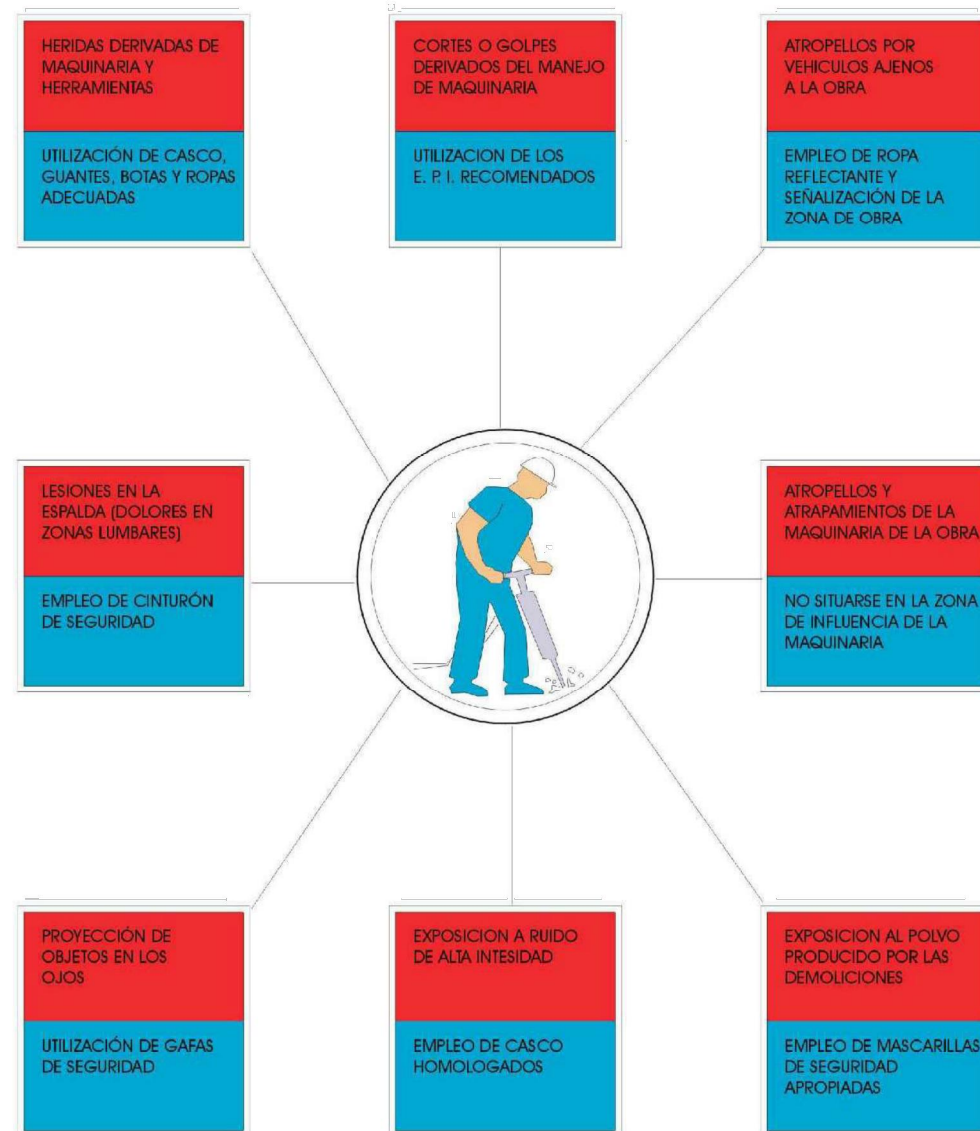 HERIDAS DERIVADAS DE
MAQUINARIA Y
HERRAMIENTAS
UTILIZACIÓN DE CASCO,
GUANTES, BOTAS Y ROPAS
ADECUADAS
CORTES O GOLPES
DERIVADOS DEL MANEJO
DE MAQUINARIA
UTILIZACION DE LOS
E. P. I. RECOMENDADOS
ATROPELLOS POR
VEHICULOS AJENOS
A LA OBRA
EMPLEO DE ROPA
REFLECTANTE Y
SEÑALIZACIÓN DE LA
ZONA DE OBRA
LESIONES EN LA
ESPALDA (DOLORES EN
ZONAS LUMBARES)
EMPLEO DE CINTURÓN
DE SEGURIDAD
ATROPELLOS Y
ATRAPAMIENTOS DE LA
MAQUINARIA DE LA OBRA
NO SITUARSE EN LA ZONA
DE INFLUENCIA DE LA
MAQUINARIA
PROYECCIÓN DE
OBJETOS EN LOS
OJOS
UTILIZACIÓN DE GAFAS
DE SEGURIDAD
EXPOSICION A RUIDO
DE ALTA INTESIDAD
EMPLEO DE CASCO
HOMOLOGADOS
EXPOSICION AL POLVO
PRODUCIDO POR LAS
DEMOLICIONES
EMPLEO DE MASCARILLAS
DE SEGURIDAD
APROPIADAS